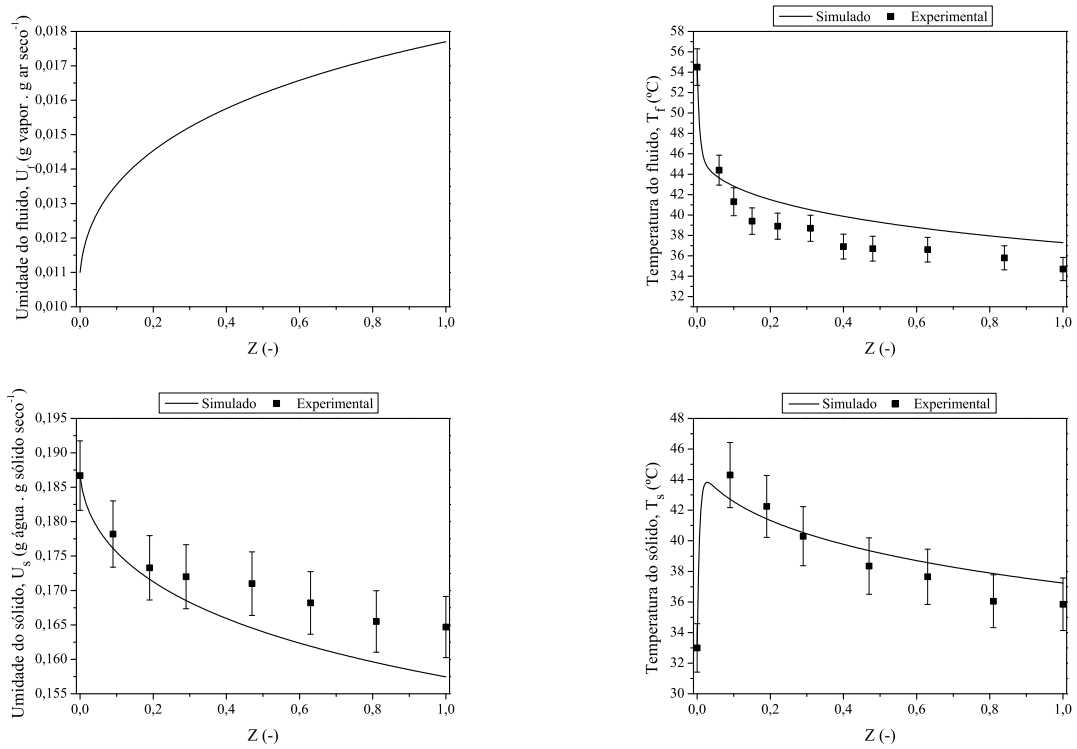 Umidade do fluido, U_f (g vapor . g ar seco⁻¹)
0,018
0,017
0,016
0,015
0,014
0,013
0,012
0,011
0,010
0,0 0,2 0,4 0,6 0,8 1,0
Z (-)
Simulado Experimental
Temperatura do fluido, T_f (ºC)
58
56
54
52
50
48
46
44
42
40
38
36
34
32
0,0 0,2 0,4 0,6 0,8 1,0
Z (-)
Simulado Experimental
Umidade do sólido, U_s (g água . g sólido seco⁻¹)
0,195
0,190
0,185
0,180
0,175
0,170
0,165
0,160
0,155
0,0 0,2 0,4 0,6 0,8 1,0
Z (-)
Simulado Experimental
Temperatura do sólido, T_s (ºC)
48
46
44
42
40
38
36
34
32
30
0,0 0,2 0,4 0,6 0,8 1,0
Z (-)